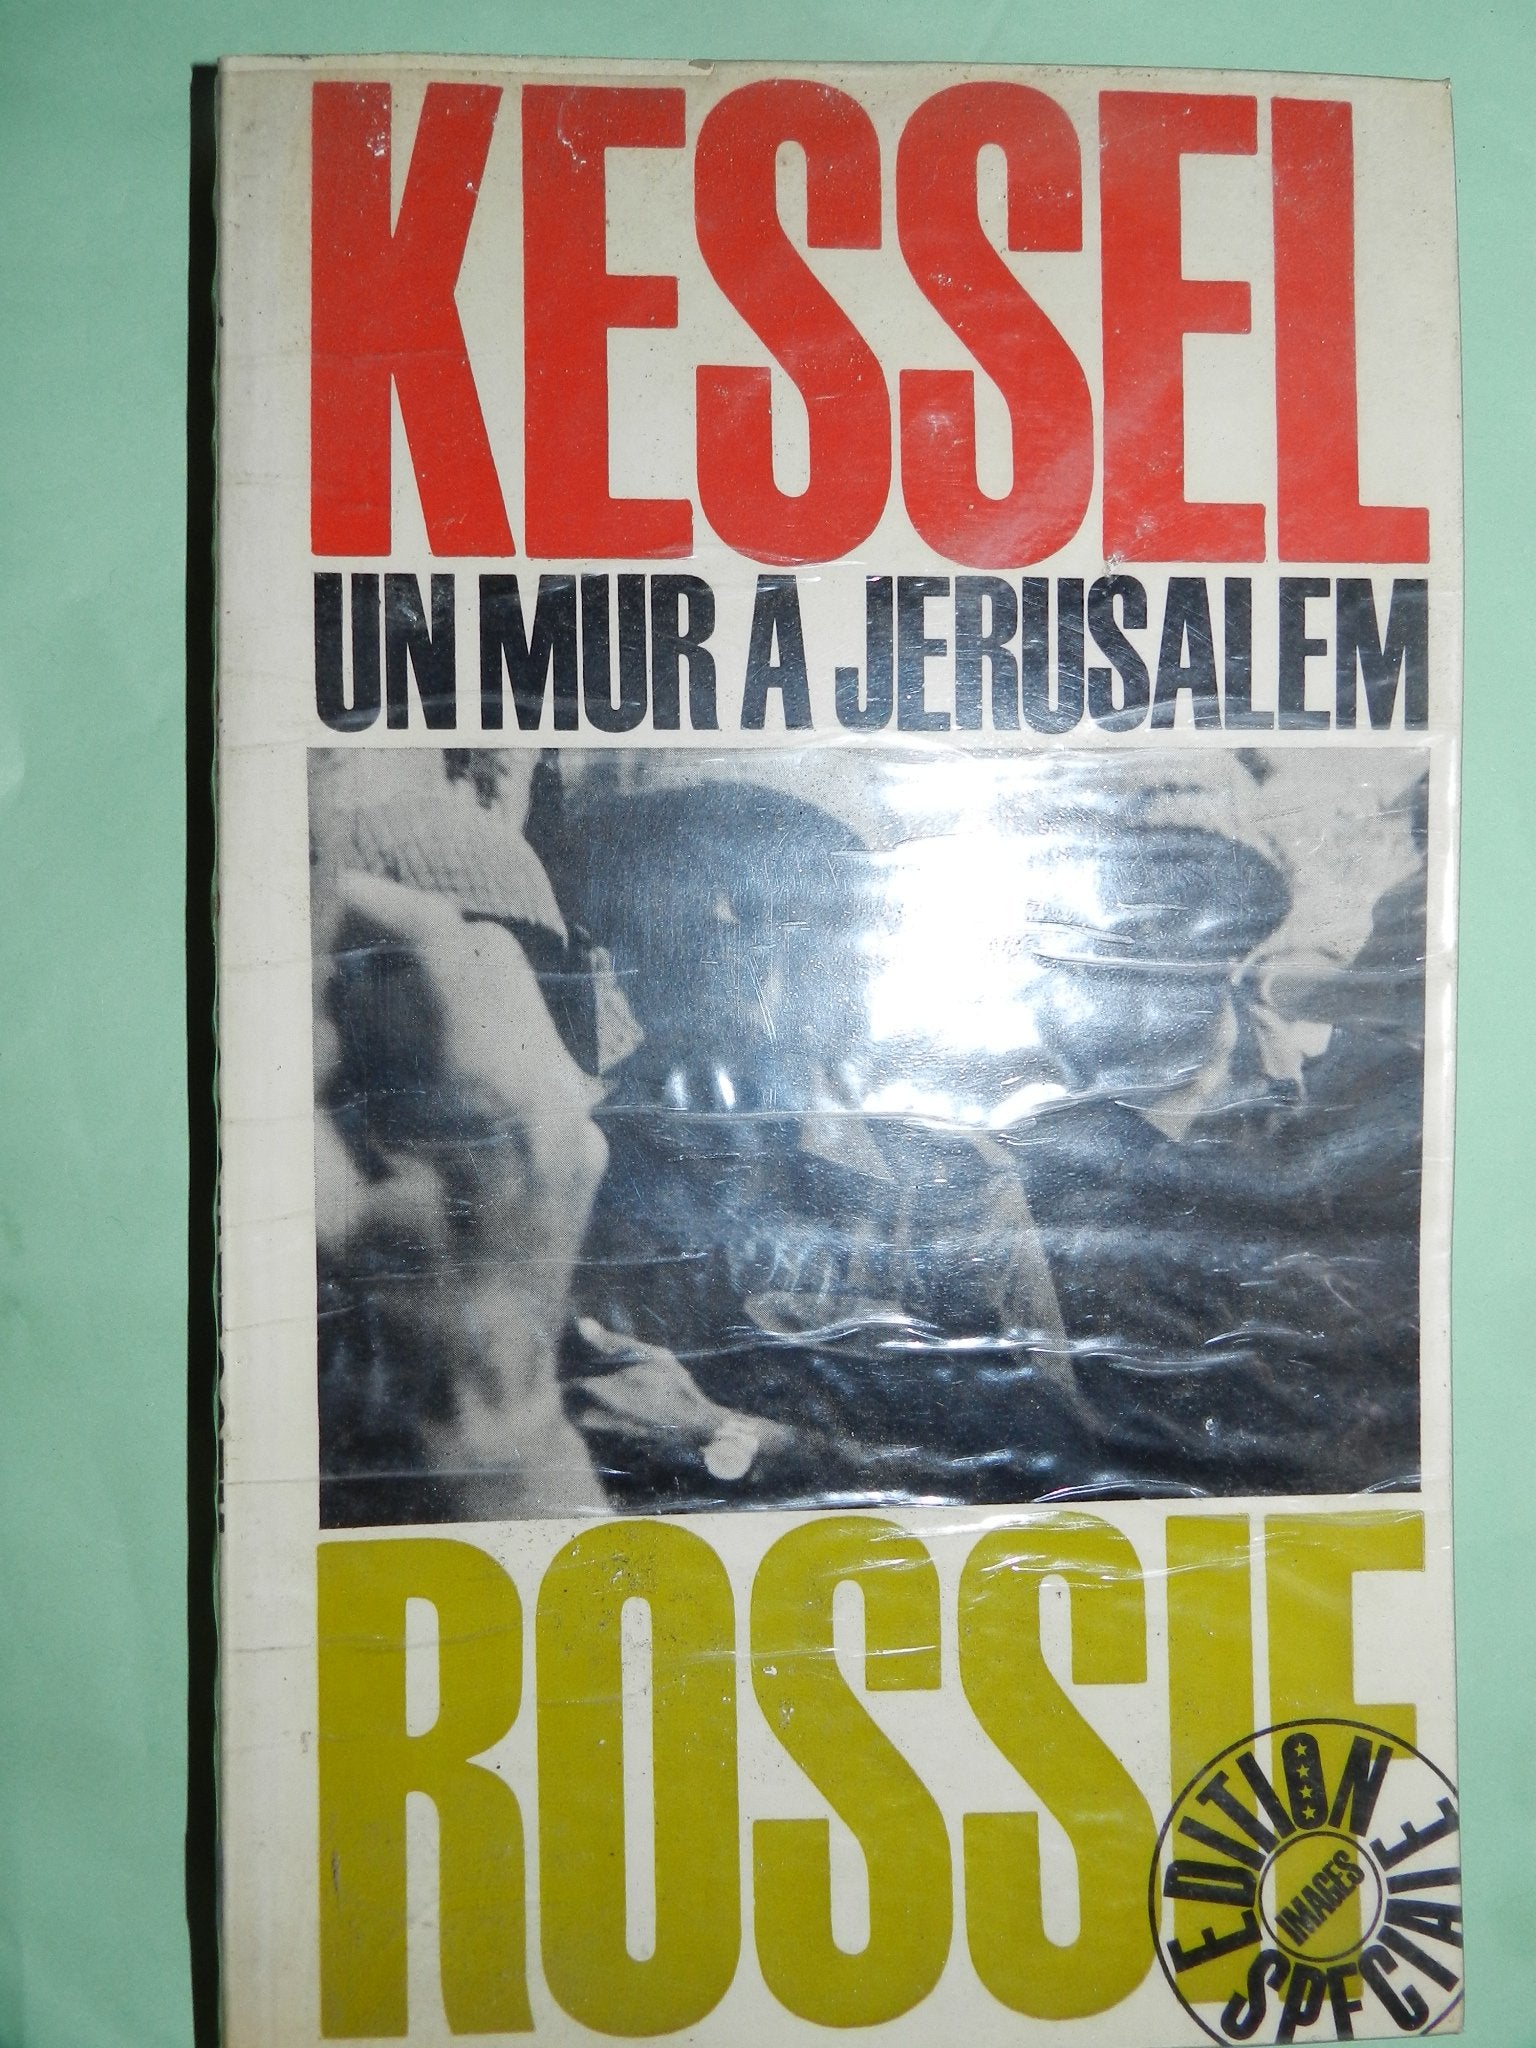 KESSEL
UN MUR A JERUSALEM
ROSSIF
EDITION
SPECIALE
IMAGES